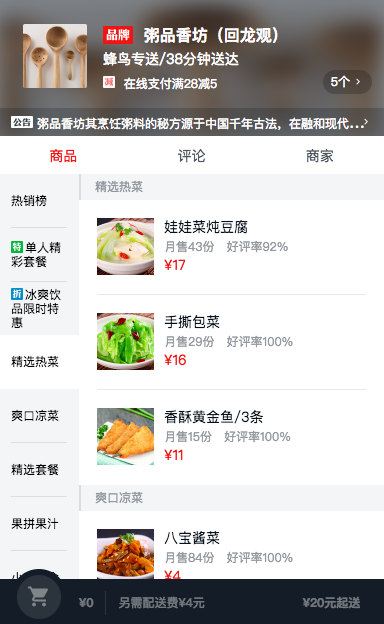 品牌 粥品香坊（回龙观）
蜂鸟专送/38分钟送达
减 在线支付满28减5
5个 >
公告 粥品香坊其烹饪粥料的秘方源于中国千年古法，在融和现代... >
商品 评论 商家
热销榜
特 单人精
彩套餐
折 冰爽饮
品限时特
惠
精选热菜
爽口凉菜
精选套餐
果拼果汁
精选热菜
娃娃菜炖豆腐
月售43份 好评率92%
¥17
手撕包菜
月售29份 好评率100%
¥16
香酥黄金鱼/3条
月售15份 好评率100%
¥11
爽口凉菜
八宝酱菜
月售84份 好评率100%
¥4
¥0 另需配送费¥4元 ¥20元起送